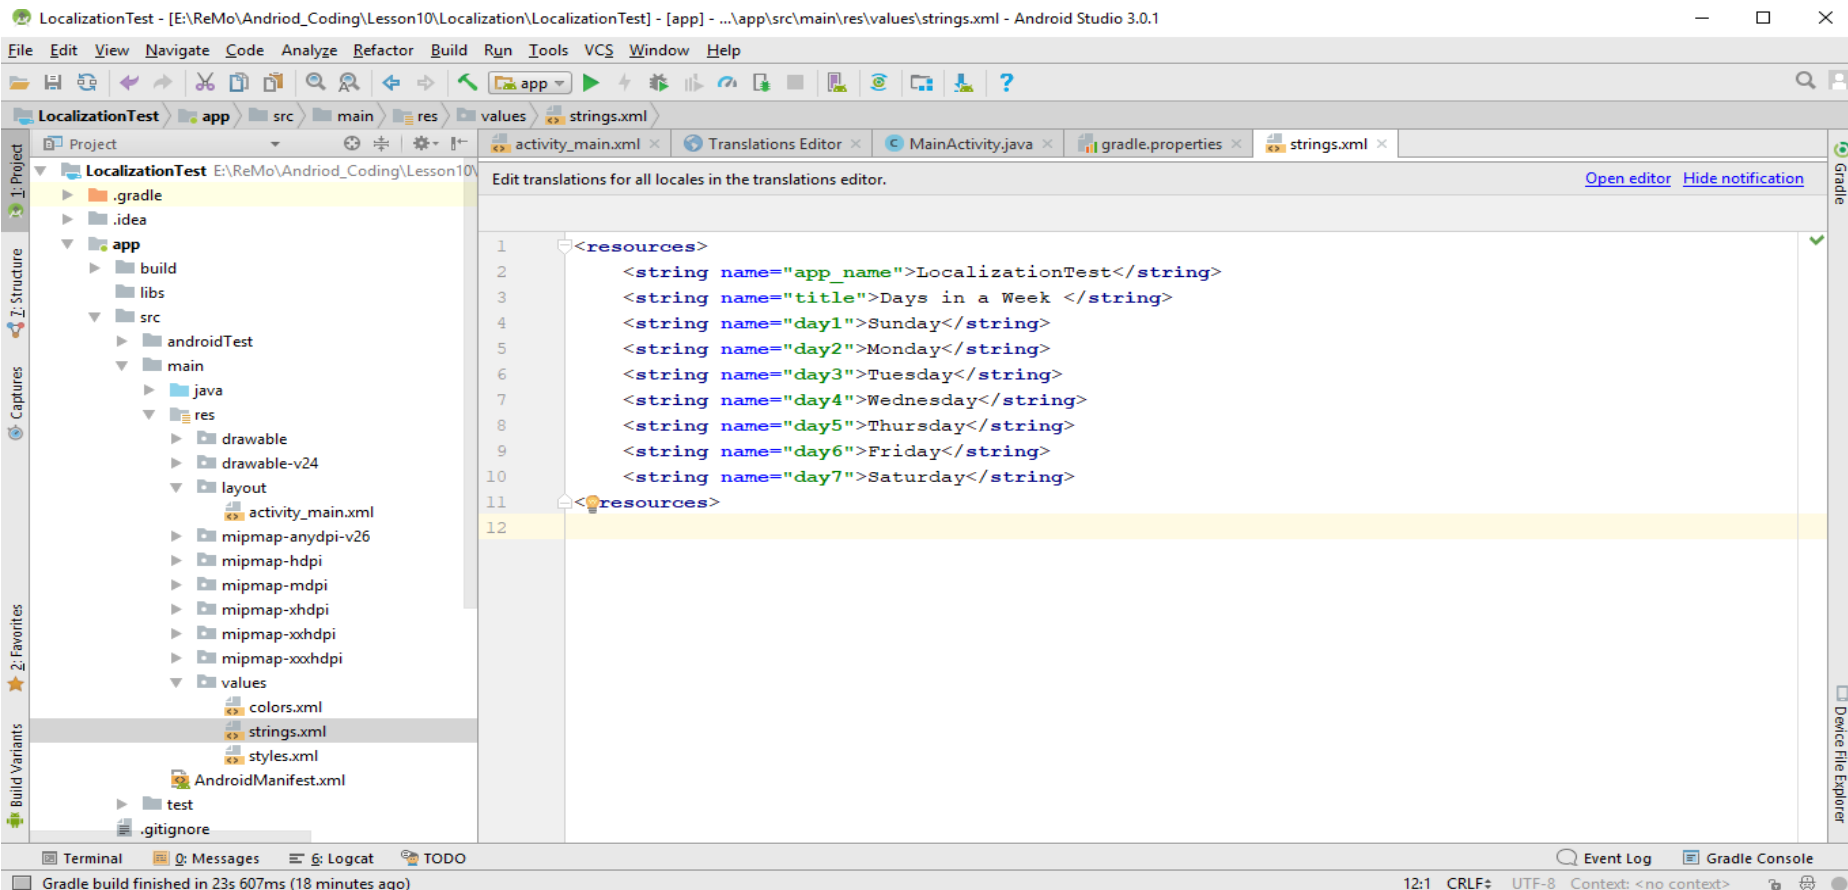 LocalizationTest - [E:\ReMo\Andriod_Coding\Lesson10\Localization\LocalizationTest] - [app] - ...\app\src\main\res\values\strings.xml - Android Studio 3.0.1
File Edit View Navigate Code Analyze Refactor Build Run Tools VCS Window Help
app
LocalizationTest app src main res values strings.xml
Project
activity_main.xml Translations Editor MainActivity.java gradle.properties strings.xml
Edit translations for all locales in the translations editor. Open editor Hide notification
1: Project
7: Structure
Captures
2: Favorites
Build Variants
LocalizationTest E:\ReMo\Andriod_Coding\Lesson10\
.gradle
.idea
app
build
libs
src
androidTest
main
java
res
drawable
drawable-v24
layout
activity_main.xml
mipmap-anydpi-v26
mipmap-hdpi
mipmap-mdpi
mipmap-xhdpi
mipmap-xxhdpi
mipmap-xxxhdpi
values
colors.xml
strings.xml
styles.xml
AndroidManifest.xml
test
.gitignore
1 <resources>
2 <string name="app_name">LocalizationTest</string>
3 <string name="title">Days in a Week </string>
4 <string name="day1">Sunday</string>
5 <string name="day2">Monday</string>
6 <string name="day3">Tuesday</string>
7 <string name="day4">Wednesday</string>
8 <string name="day5">Thursday</string>
9 <string name="day6">Friday</string>
10 <string name="day7">Saturday</string>
11 <resources>
12
Gradle
Device File Explorer
Terminal 0: Messages 6: Logcat TODO Event Log Gradle Console
Gradle build finished in 23s 607ms (18 minutes ago) 12:1 CRLF UTF-8 Context: <no context>